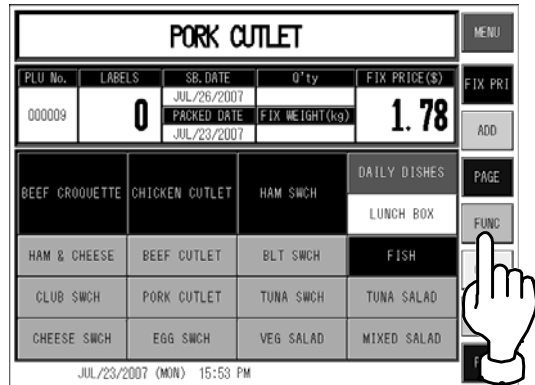 PORK CUTLET
MENU
PLU No. LABELS SB.DATE Q'ty FIX PRICE($)
JUL/26/2007
FIX PRI
000009 0 PACKED DATE FIX WEIGHT(kg) 1.78
JUL/23/2007
ADD
BEEF CROQUETTE CHICKEN CUTLET HAM SWCH DAILY DISHES
PAGE
LUNCH BOX
FUNC
HAM & CHEESE BEEF CUTLET BLT SWCH FISH
CLUB SWCH PORK CUTLET TUNA SWCH TUNA SALAD
CHEESE SWCH EGG SWCH VEG SALAD MIXED SALAD
JUL/23/2007 (MON) 15:53 PM